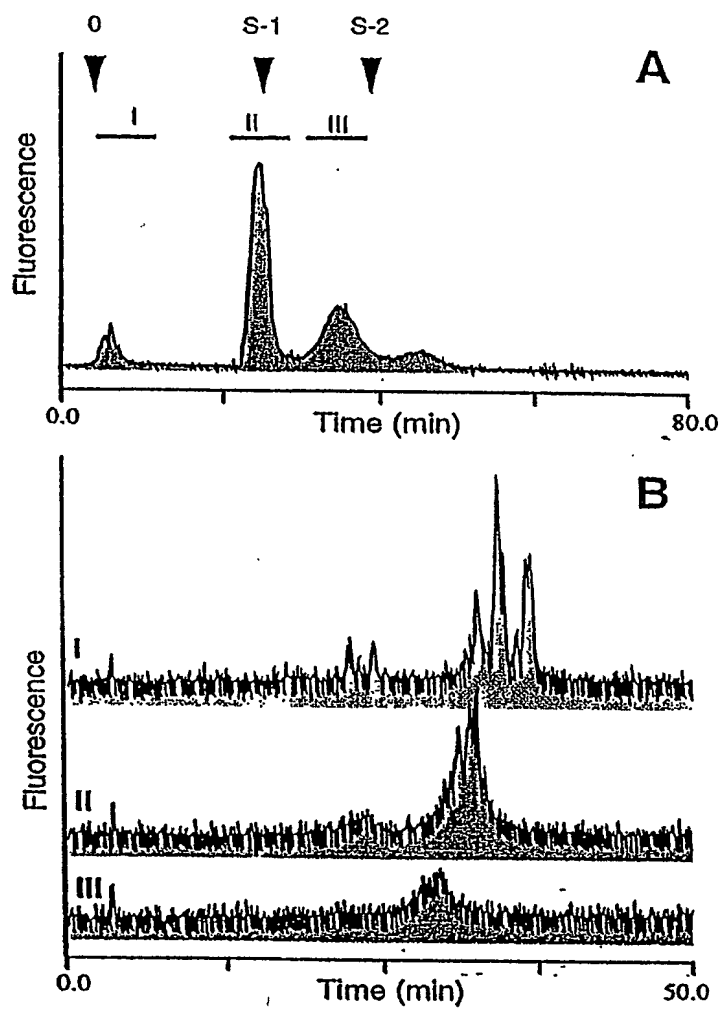 0 S-1 S-2
A
I II III
Fluorescence
0.0 Time (min) 80.0
B
I
Fluorescence
II
III
0.0 Time (min) 50.0